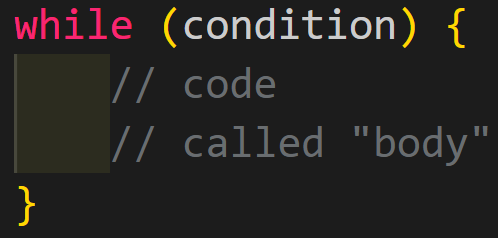 while (condition) {
    // code
    // called "body"
}